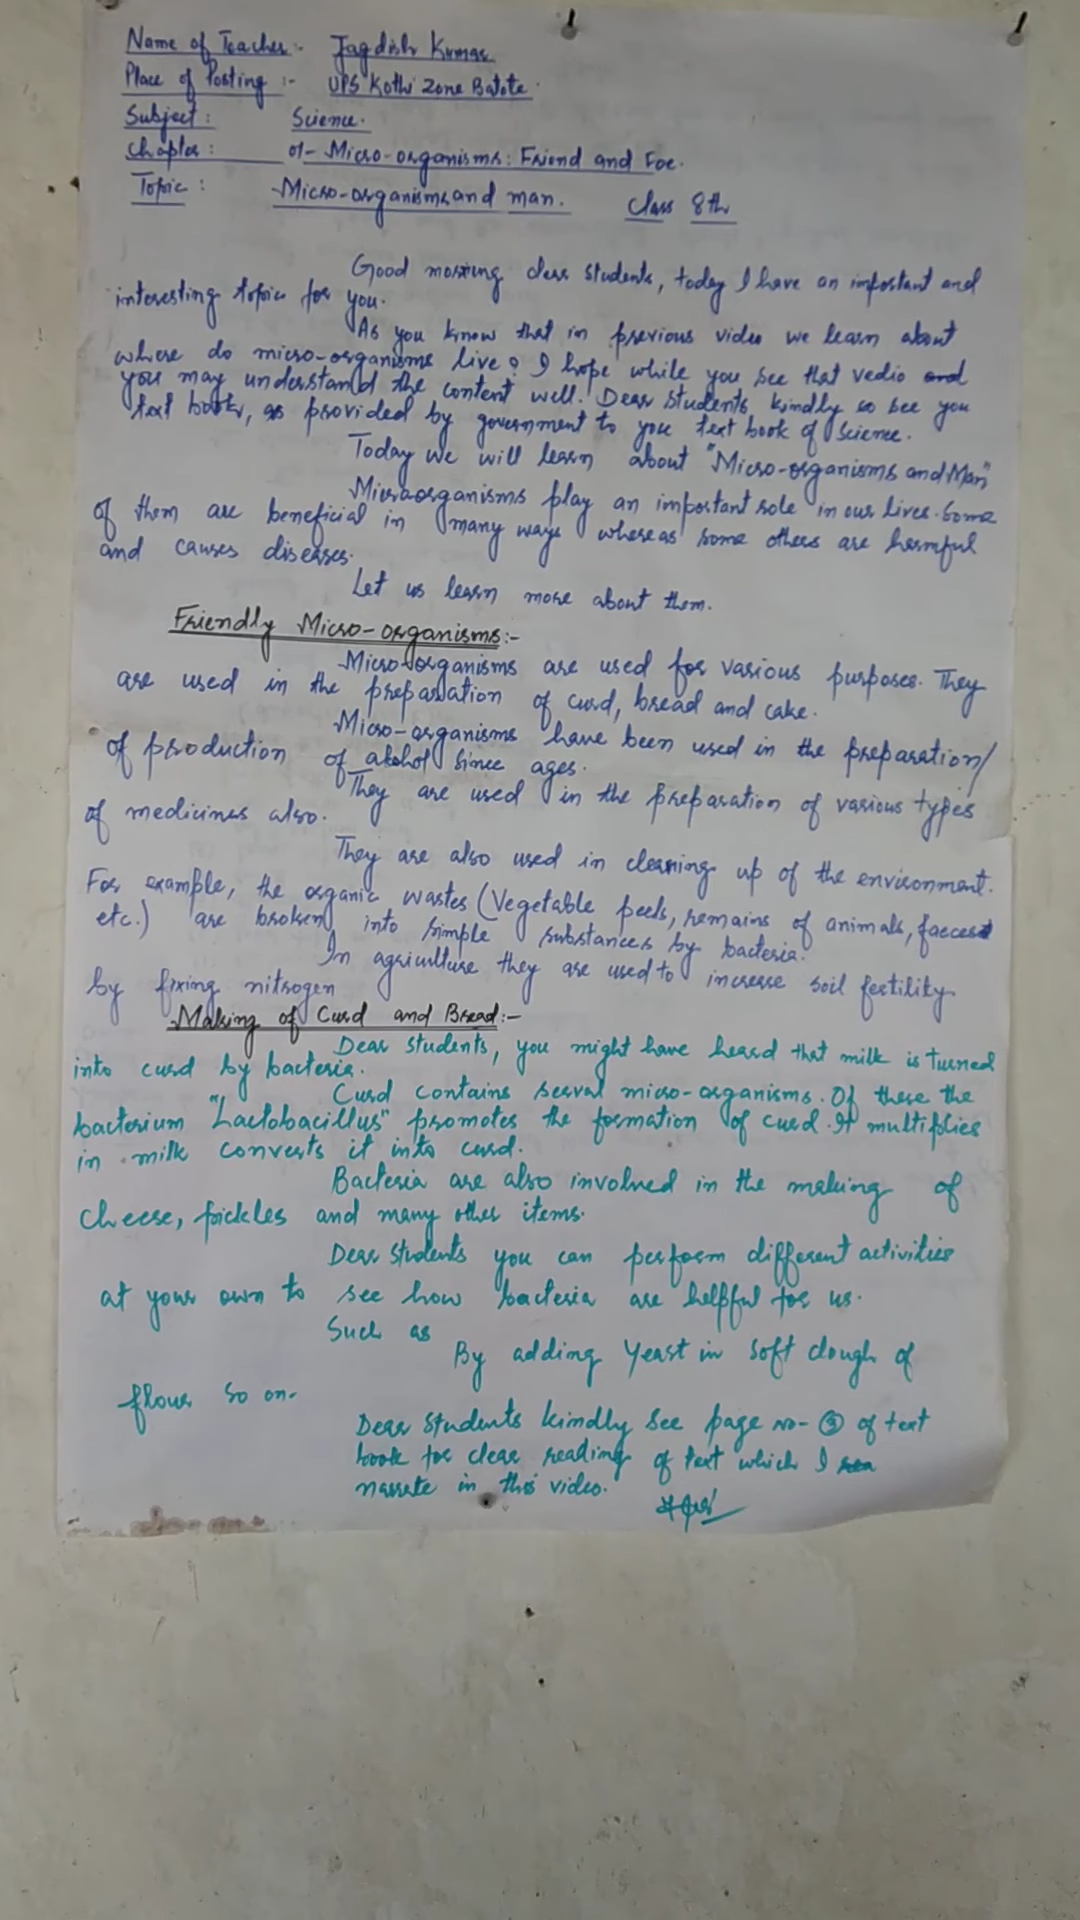 Name of Teacher:- Jagdish Kumar
Place of Posting :- UPS Kothi Zone Batote.
Subject : Science.
Chapter : 01- Micro-organisms: Friend and Foe.
Topic : Micro-organisms and man. Class 8th
Good morning dear students, today I have an important and
interesting topic for you.
As you know that in previous video we learn about
where do micro-organisms live? I hope while you see that vedio
you may understand the content well. Dear students kindly so see you
text book, as provided by government to you text book of Science.
Today we will learn about "Micro-organisms and Man"
Microorganisms play an important role in our lives. Some
of them are beneficial in many ways whereas some others are harmful
and causes diseases.
Let us learn more about them.
Friendly Micro-organisms:-
Micro-organisms are used for various purposes. They
are used in the preparation of curd, bread and cake.
Micro-organisms have been used in the preparation/
of production of alcohol since ages.
They are used in the preparation of various types
of medicines also.
They are also used in cleaning up of the environment.
For example, the organic wastes (Vegetable peels, remains of animals, faeces
etc.) are broken into simple substances by bacteria.
In agriculture they are used to increase soil fertility
by fixing nitrogen
Making of Curd and Bread:-
Dear students, you might have heard that milk is turned
into curd by bacteria.
Curd contains serval micro-organisms. Of these the
bacterium "Lactobacillus" promotes the formation of curd. It multiplies
in milk converts it into curd.
Bacteria are also involved in the making of
cheese, pickles and many other items.
Dear Students you can perform different activities
at your own to see how bacteria are helpful for us.
Such as
By adding yeast in soft dough of
flour so on.
Dear students kindly see page no- 3 of text
book for clear reading of text which I
narrate in this video.